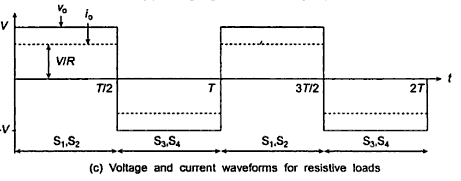 v₀ i₀
V
V/R
T/2 T 3T/2 2T t
-V
S₁,S₂ S₃,S₄ S₁,S₂ S₃,S₄
(c) Voltage and current waveforms for resistive loads